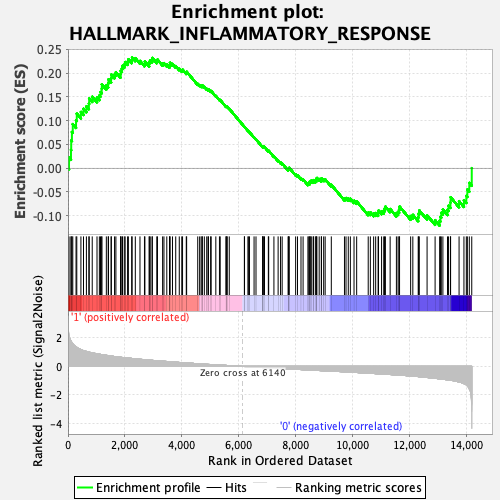 Enrichment plot:
HALLMARK_INFLAMMATORY_RESPONSE
Enrichment score (ES)
0.25
0.20
0.15
0.10
0.05
0.00
-0.05
-0.10
'1' (positively correlated)
Ranked list metric (Signal2Noise)
2
0
-2
-4
Zero cross at 6140
'0' (negatively correlated)
0
2,000
4,000
6,000
8,000
10,000
12,000
14,000
Rank in Ordered Dataset
Enrichment profile
Hits
Ranking metric scores